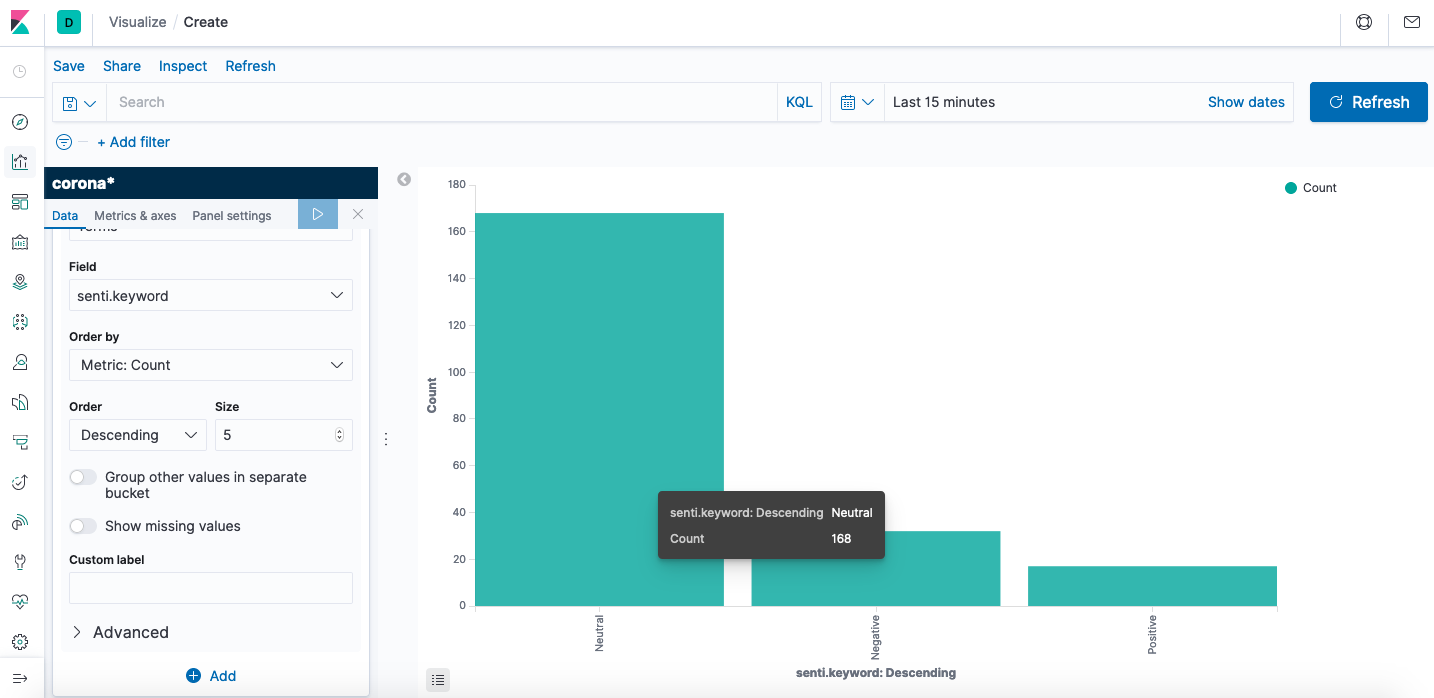 D
Visualize / Create
Save Share Inspect Refresh
Search
KQL
Last 15 minutes
Show dates
Refresh
+ Add filter
corona*
Data Metrics & axes Panel settings
Field
senti.keyword
Order by
Metric: Count
Order Size
Descending 5
Group other values in separate
bucket
Show missing values
Custom label
Advanced
Add
Count
180
160
140
120
100
80
60
40
20
0
Count
senti.keyword: Descending Neutral
Count 168
Neutral
Negative
Positive
senti.keyword: Descending